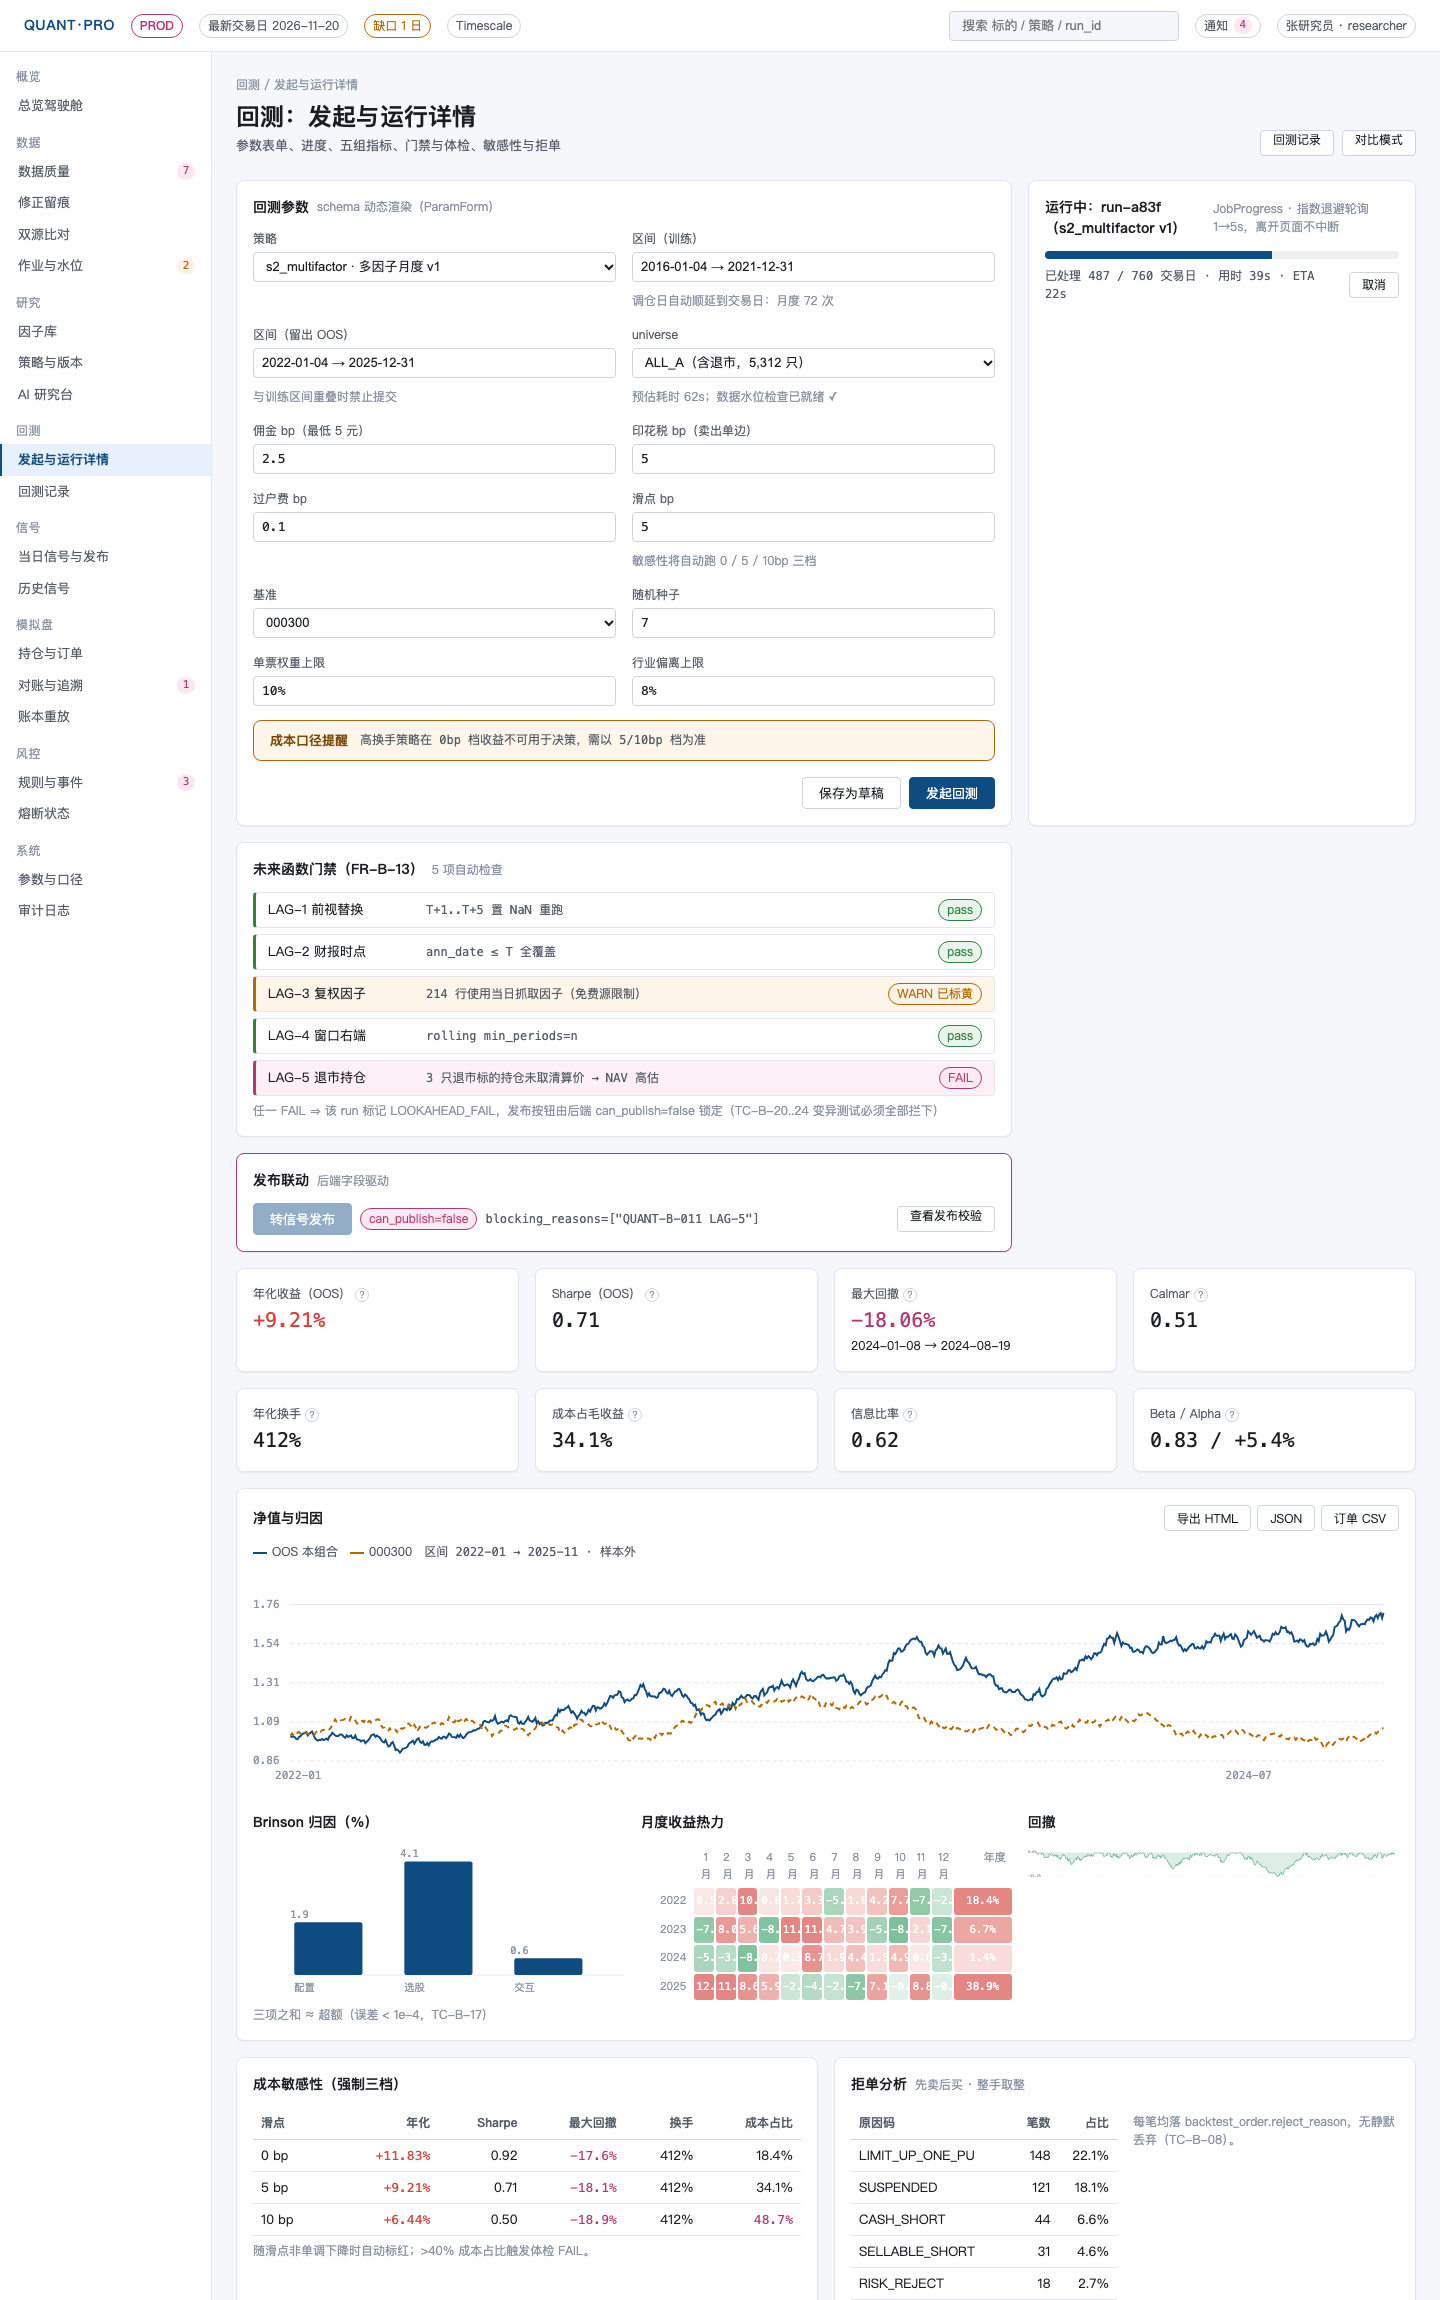 QUANT·PRO PROD 最新交易日 2026-11-20 缺口 1 日 Timescale 搜索 标的 / 策略 / run_id 通知 4 张研究员 · researcher
概览
总览驾驶舱
数据
数据质量 7
修正留痕
双源比对
作业与水位 2
研究
因子库
策略与版本
AI 研究台
回测
发起与运行详情
回测记录
信号
当日信号与发布
历史信号
模拟盘
持仓与订单
对账与追溯 1
账本重放
风控
规则与事件 3
熔断状态
系统
参数与口径
审计日志
回测 / 发起与运行详情
回测：发起与运行详情
参数表单、进度、五组指标、门禁与体检、敏感性与拒单
回测记录 对比模式
回测参数 schema 动态渲染（ParamForm）
策略 区间（训练）
s2_multifactor · 多因子月度 v1 2016-01-04 → 2021-12-31
调仓日自动顺延到交易日：月度 72 次
区间（留出 OOS） universe
2022-01-04 → 2025-12-31 ALL_A（含退市，5,312 只）
与训练区间重叠时禁止提交 预估耗时 62s；数据水位检查已就绪 ✓
佣金 bp（最低 5 元） 印花税 bp（卖出单边）
2.5 5
过户费 bp 滑点 bp
0.1 5
敏感性将自动跑 0 / 5 / 10bp 三档
基准 随机种子
000300 7
单票权重上限 行业偏离上限
10% 8%
成本口径提醒 高换手策略在 0bp 档收益不可用于决策，需以 5/10bp 档为准
保存为草稿 发起回测
运行中：run-a83f
（s2_multifactor v1）
JobProgress · 指数退避轮询
1→5s，离开页面不中断
已处理 487 / 760 交易日 · 用时 39s · ETA
22s
取消
未来函数门禁（FR-B-13） 5 项自动检查
LAG-1 前视替换 T+1..T+5 置 NaN 重跑 pass
LAG-2 财报时点 ann_date ≤ T 全覆盖 pass
LAG-3 复权因子 214 行使用当日抓取因子（免费源限制） WARN 已标黄
LAG-4 窗口右端 rolling min_periods=n pass
LAG-5 退市持仓 3 只退市标的持仓未取清算价 → NAV 高估 FAIL
任一 FAIL ⇒ 该 run 标记 LOOKAHEAD_FAIL，发布按钮由后端 can_publish=false 锁定（TC-B-20..24 变异测试必须全部拦下）
发布联动 后端字段驱动
转信号发布 can_publish=false blocking_reasons=["QUANT-B-011 LAG-5"] 查看发布校验
年化收益（OOS） ? Sharpe（OOS） ? 最大回撤 ? Calmar ?
+9.21% 0.71 -18.06% 0.51
2024-01-08 → 2024-08-19
年化换手 ? 成本占毛收益 ? 信息比率 ? Beta / Alpha ?
412% 34.1% 0.62 0.83 / +5.4%
净值与归因 导出 HTML JSON 订单 CSV
OOS 本组合 000300 区间 2022-01 → 2025-11 · 样本外
1.76
1.54
1.31
1.09
0.86
2022-01 2024-07
Brinson 归因（%）
4.1
1.9
0.6
配置 选股 交互
三项之和 ≈ 超额（误差 < 1e-4，TC-B-17）
月度收益热力
1 2 3 4 5 6 7 8 9 10 11 12 年度
月 月 月 月 月 月 月 月 月 月 月 月
2022 18.4%
2023 6.7%
2024 1.4%
2025 38.9%
回撤
成本敏感性（强制三档）
滑点 年化 Sharpe 最大回撤 换手 成本占比
0 bp +11.83% 0.92 -17.6% 412% 18.4%
5 bp +9.21% 0.71 -18.1% 412% 34.1%
10 bp +6.44% 0.50 -18.9% 412% 48.7%
随滑点非单调下降时自动标红；>40% 成本占比触发体检 FAIL。
拒单分析 先卖后买 · 整手取整
原因码 笔数 占比
LIMIT_UP_ONE_PU 148 22.1%
SUSPENDED 121 18.1%
CASH_SHORT 44 6.6%
SELLABLE_SHORT 31 4.6%
RISK_REJECT 18 2.7%
每笔均落 backtest_order.reject_reason，无静默
丢弃（TC-B-08）。